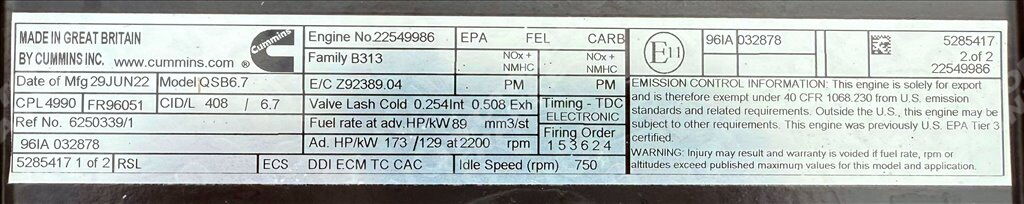 MADE IN GREAT BRITAIN
BY CUMMINS INC. www.cummins.com
Cummins
®
Date of Mfg 29JUN22 Model QSB6.7
CPL 4990 FR96051 CID/L 408 / 6.7
Ref No. 6250339/1
96IA 032878
5285417 1 of 2 RSL ECS DDI ECM TC CAC Idle Speed (rpm) 750
Engine No.22549986 EPA FEL CARB
Family B313 NOx + NMHC NOx + NMHC
E/C Z92389.04 PM PM
Valve Lash Cold 0.254Int 0.508 Exh Timing - TDC
ELECTRONIC
Fuel rate at adv.HP/kW89 mm3/st
Firing Order
1 5 3 6 2 4
Ad. HP/kW 173 /129 at 2200 rpm
E11 96IA 032878 5285417
2 of 2
22549986
EMISSION CONTROL INFORMATION: This engine is solely for export
and is therefore exempt under 40 CFR 1068.230 from U.S. emission
standards and related requirements. Outside the U.S., this engine may be
subject to other requirements. This engine was previously U.S. EPA Tier 3
certified.
WARNING: Injury may result and warranty is voided if fuel rate, rpm or
altitudes exceed published maximum values for this model and application.